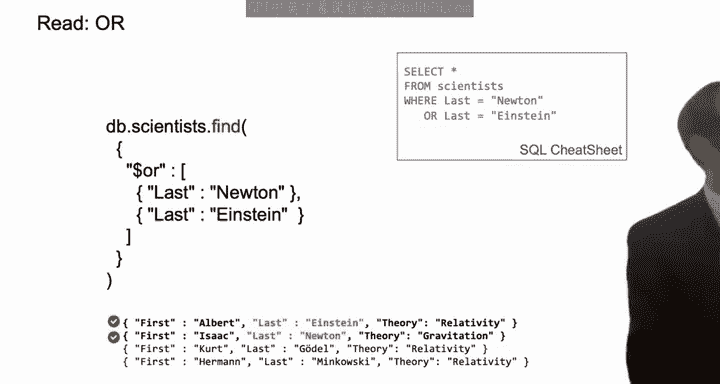 Read: OR
SELECT *
FROM scientists
WHERE Last = "Newton"
OR Last = "Einstein"
SQL CheatSheet
db.scientists.find(
{
"$or" : [
{ "Last" : "Newton" },
{ "Last" : "Einstein" }
]
}
)
{ "First" : "Albert", "Last" : "Einstein", "Theory": "Relativity" }
{ "First" : "Isaac", "Last" : "Newton", "Theory": "Gravitation" }
{ "First" : "Kurt", "Last" : "Gödel", "Theory": "Relativity" }
{ "First" : "Hermann", "Last" : "Minkowski", "Theory": "Relativity" }